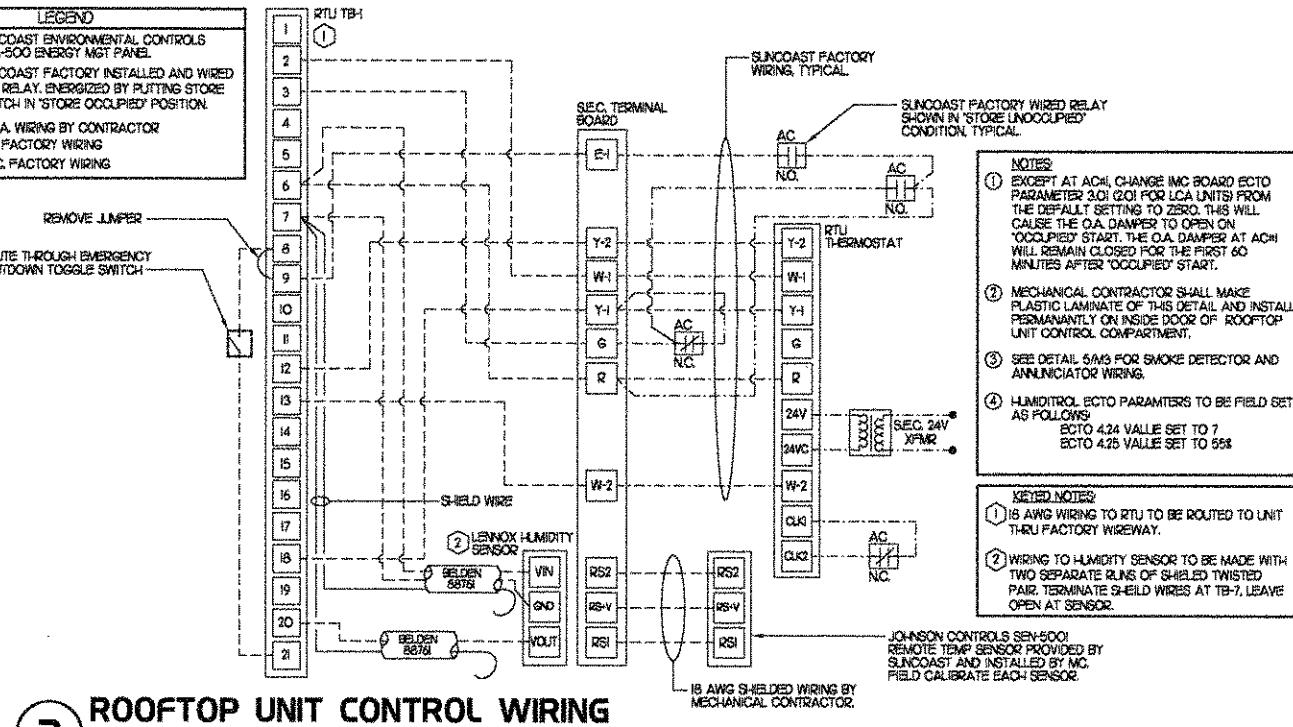 LEGEND
COAST ENVIRONMENTAL CONTROLS
-500 ENERGY MGT PANEL.
COAST FACTORY INSTALLED AND WIRED
RELAY. ENERGIZED BY PUTTING STORE
TCH IN "STORE OCCUPIED" POSITION.
A. WIRING BY CONTRACTOR
FACTORY WIRING
C. FACTORY WIRING
REMOVE JUMPER
UTE THROUGH EMERGENCY
UTDOWN TOGGLE SWITCH
RTU TB-1
1
1
2
3
4
5
6
7
8
9
10
11
12
13
14
15
16
17
18
19
20
21
SHIELD WIRE
2 LENNOX HUMIDITY
SENSOR
BELDEN
88761
BELDEN
88761
VIN
GND
VOUT
S.E.C. TERMINAL
BOARD
E-1
Y-2
W-1
Y-1
G
R
W-2
RS2
RS+V
RS1
SUNCOAST FACTORY
WIRING, TYPICAL.
SUNCOAST FACTORY WIRED RELAY
SHOWN IN "STORE UNOCCUPIED"
CONDITION, TYPICAL.
AC
N.O.
AC
N.O.
AC
N.C.
RTU
THERMOSTAT
Y-2
W-1
Y-1
G
R
24V
24VC
W-2
CLK1
CLK2
S.E.C. 24V
XFMR
AC
N.C.
RS2
RS+V
RS1
JOHNSON CONTROLS SEN-5001
REMOTE TEMP SENSOR PROVIDED BY
SUNCOAST AND INSTALLED BY MC.
FIELD CALIBRATE EACH SENSOR.
18 AWG SHIELDED WIRING BY
MECHANICAL CONTRACTOR.
NOTES:
1 EXCEPT AT AC#1, CHANGE IMC BOARD ECTO
PARAMETER 3.01 (2.01 FOR LCA UNITS) FROM
THE DEFAULT SETTING TO ZERO. THIS WILL
CAUSE THE O.A. DAMPER TO OPEN ON
"OCCUPIED" START. THE O.A. DAMPER AT AC#1
WILL REMAIN CLOSED FOR THE FIRST 60
MINUTES AFTER "OCCUPIED" START.
2 MECHANICAL CONTRACTOR SHALL MAKE
PLASTIC LAMINATE OF THIS DETAIL AND INSTALL
PERMANANTLY ON INSIDE DOOR OF ROOFTOP
UNIT CONTROL COMPARTMENT.
3 SEE DETAIL 5/M3 FOR SMOKE DETECTOR AND
ANNUNCIATOR WIRING.
4 HUMIDITROL ECTO PARAMTERS TO BE FIELD SET
AS FOLLOWS:
ECTO 4.24 VALUE SET TO 7
ECTO 4.25 VALUE SET TO 55%
KEYED NOTES:
1 18 AWG WIRING TO RTU TO BE ROUTED TO UNIT
THRU FACTORY WIREWAY.
2 WIRING TO HUMIDITY SENSOR TO BE MADE WITH
TWO SEPARATE RUNS OF SHIELED TWISTED
PAIR. TERMINATE SHEILD WIRES AT TB-7, LEAVE
OPEN AT SENSOR.
ROOFTOP UNIT CONTROL WIRING